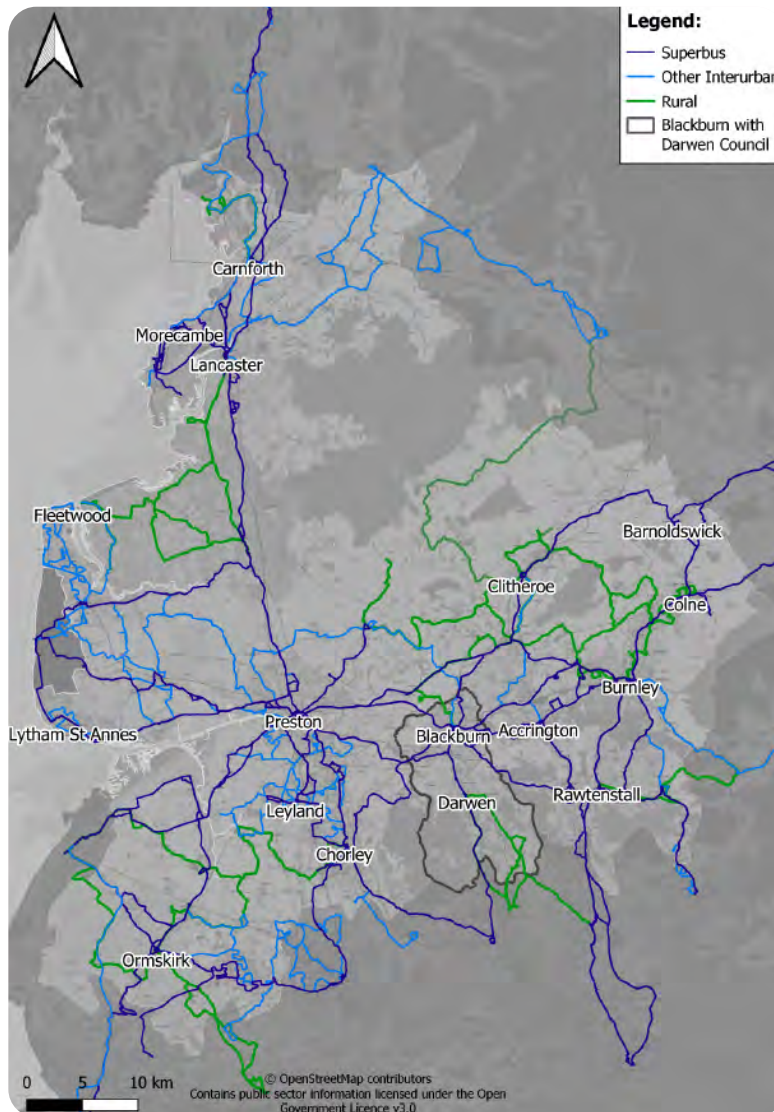 Legend:
Superbus
Other Interurban
Rural
Blackburn with
Darwen Council
Carnforth
Morecambe
Lancaster
Fleetwood
Barnoldswick
Clitheroe
Colne
Burnley
Lytham St Annes
Preston
Blackburn
Accrington
Leyland
Darwen
Rawtenstall
Chorley
Ormskirk
0 5 10 km
© OpenStreetMap contributors
Contains public sector information licensed under the Open
Government Licence v3.0